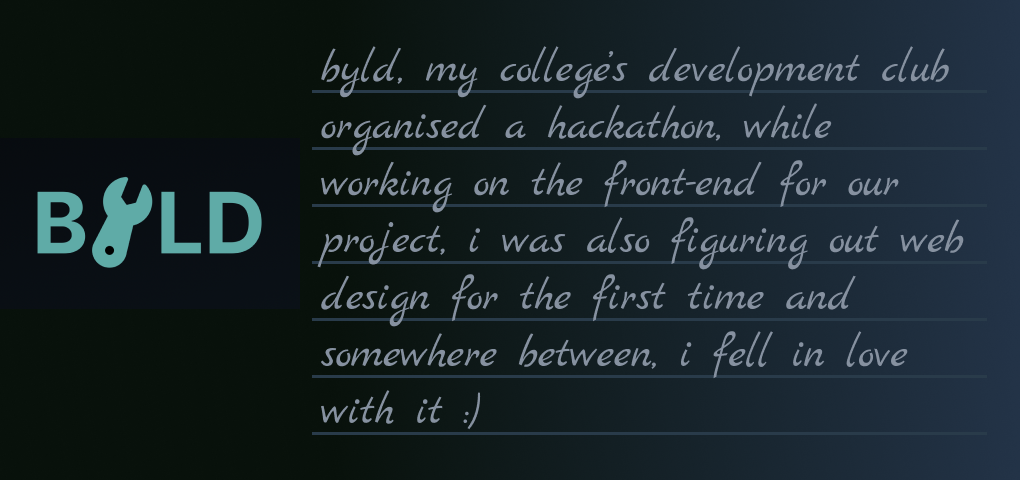 BYLD
byld, my college's development club
organised a hackathon, while
working on the front-end for our
project, i was also figuring out web
design for the first time and
somewhere between, i fell in love
with it :)